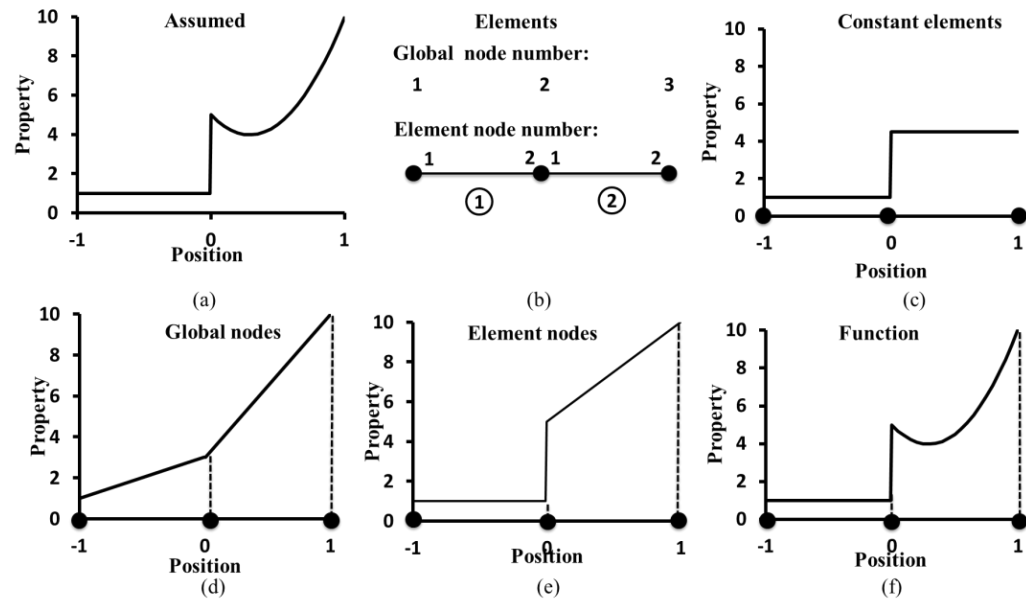 Assumed
10
8
6
4
2
0
Property
-1 0 1
Position
(a)
Elements
Global node number:
1 2 3
Element node number:
1 2 1 2
1 2
(b)
Constant elements
10
8
6
4
2
0
Property
-1 0 1
Position
(c)
Global nodes
10
8
6
4
2
0
Property
-1 0 1
Position
(d)
Element nodes
10
8
6
4
2
0
Property
-1 0 1
Position
(e)
Function
10
8
6
4
2
0
Property
-1 0 1
Position
(f)